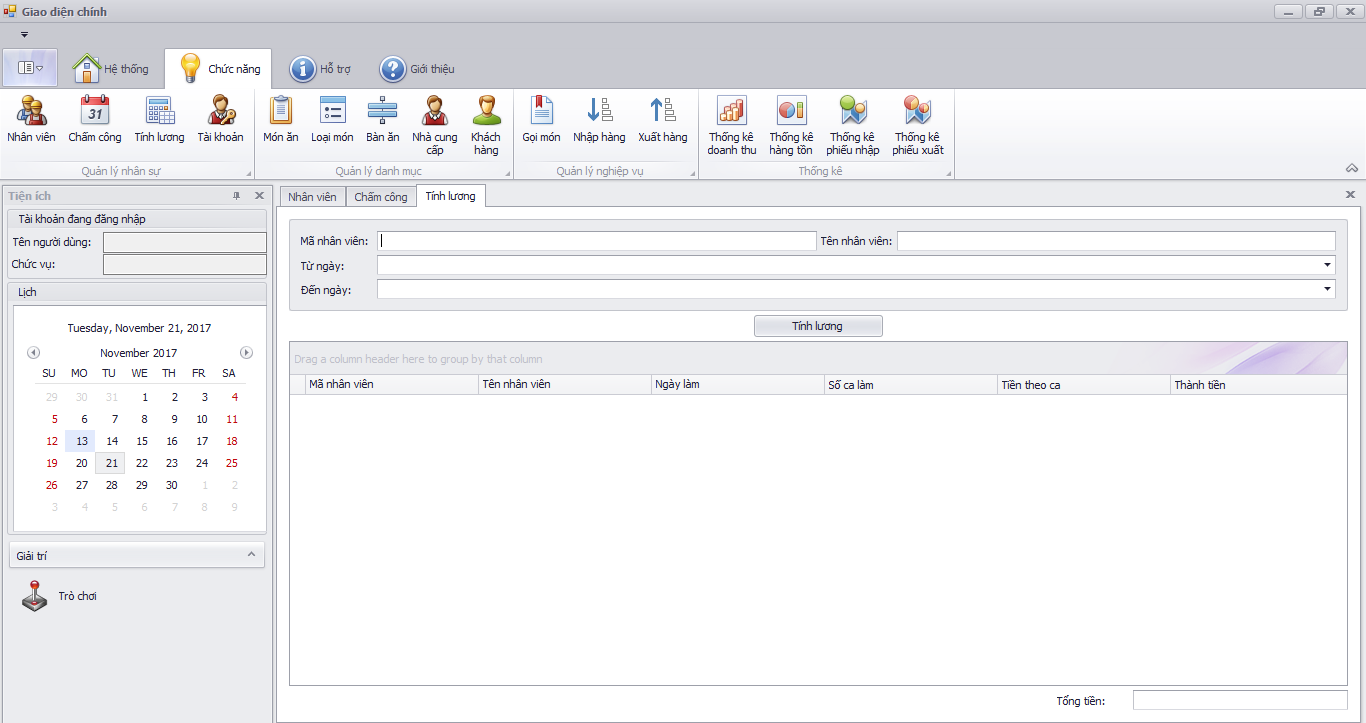 Giao diện chính
Hệ thống
Chức năng
Hỗ trợ
Giới thiệu
Nhân viên
Chấm công
Tính lương
Tài khoản
Món ăn
Loại món
Bàn ăn
Nhà cung
cấp
Khách
hàng
Gọi món
Nhập hàng
Xuất hàng
Thống kê
doanh thu
Thống kê
hàng tồn
Thống kê
phiếu nhập
Thống kê
phiếu xuất
Quản lý nhân sự
Quản lý danh mục
Quản lý nghiệp vụ
Thống kê
Tiện ích
Tài khoản đang đăng nhập
Tên người dùng:
Chức vụ:
Lịch
Tuesday, November 21, 2017
November 2017
SU MO TU WE TH FR SA
29 30 31 1 2 3 4
5 6 7 8 9 10 11
12 13 14 15 16 17 18
19 20 21 22 23 24 25
26 27 28 29 30 1 2
3 4 5 6 7 8 9
Giải trí
Trò chơi
Nhân viên Chấm công Tính lương
Mã nhân viên: Tên nhân viên:
Từ ngày:
Đến ngày:
Tính lương
Drag a column header here to group by that column
Mã nhân viên Tên nhân viên Ngày làm Số ca làm Tiền theo ca Thành tiền
Tổng tiền: